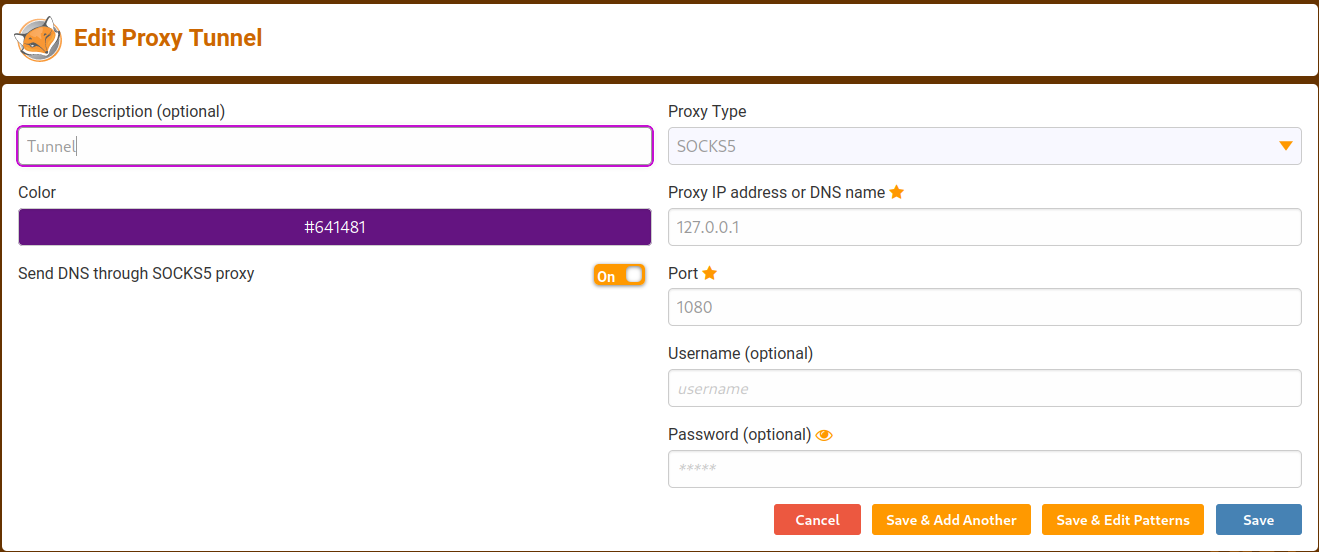 Edit Proxy Tunnel
Title or Description (optional)
Tunnel
Color
#641481
Send DNS through SOCKS5 proxy
On
Proxy Type
SOCKS5
Proxy IP address or DNS name
127.0.0.1
Port
1080
Username (optional)
username
Password (optional)
*****
Cancel
Save & Add Another
Save & Edit Patterns
Save